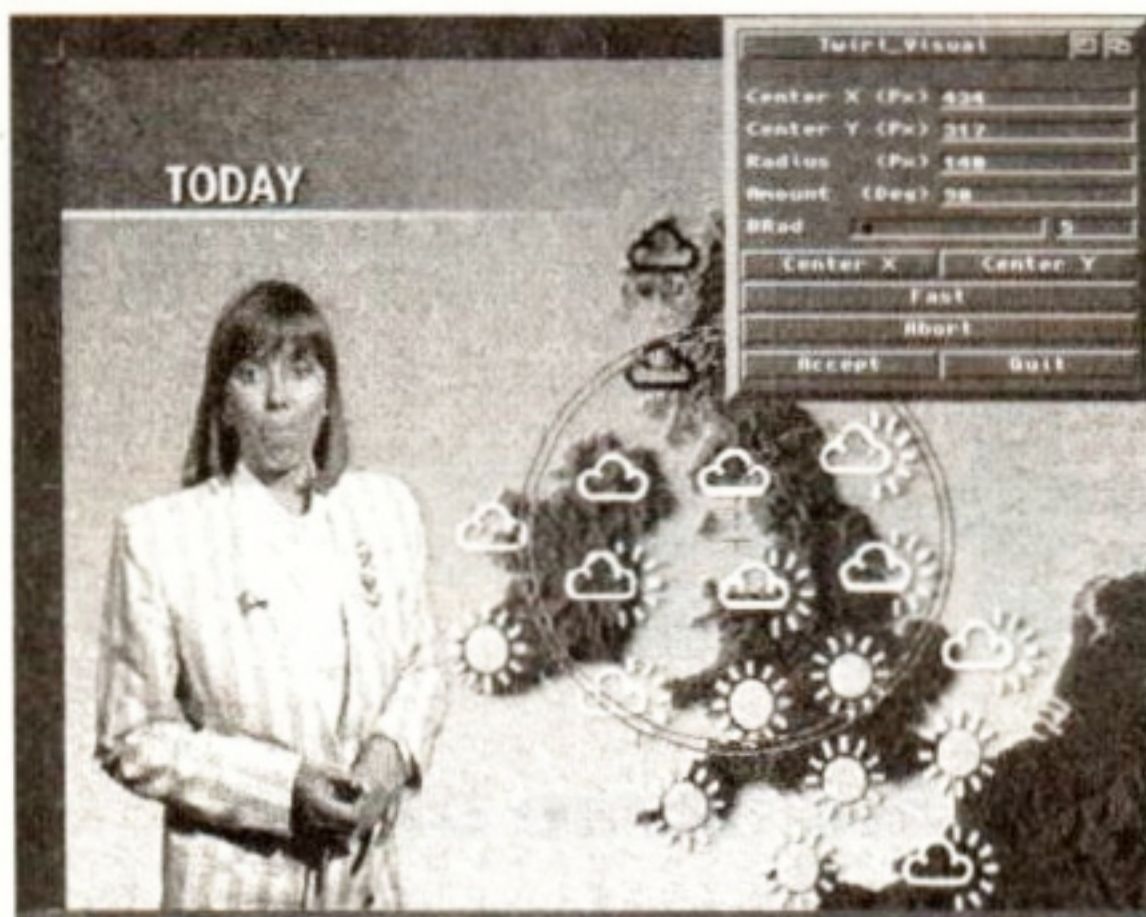 Twirl_Visual
Center X (Px) 434
Center Y (Px) 317
Radius (Px) 140
Amount (Deg) 90
BRad 5
Center X Center Y
Fast
Abort
Accept Quit
TODAY